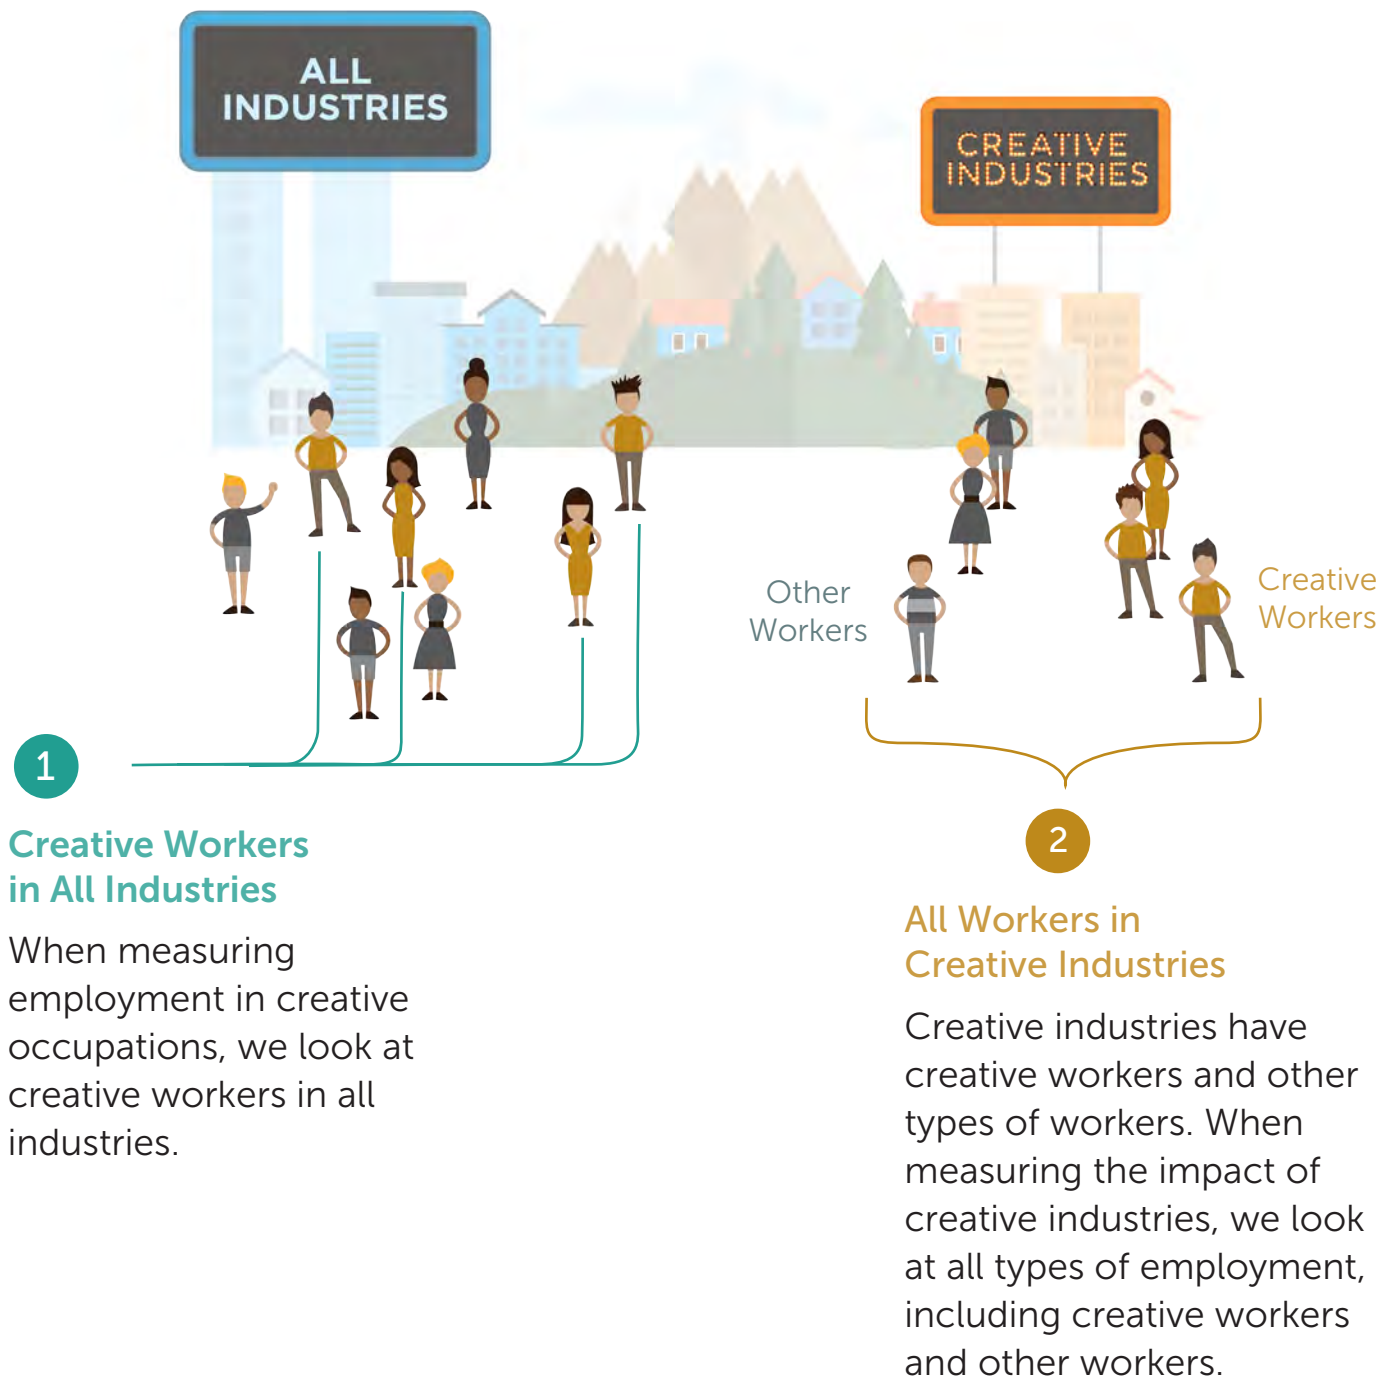 ALL
INDUSTRIES
CREATIVE
INDUSTRIES
Other
Workers
Creative
Workers
1
Creative Workers
in All Industries
When measuring
employment in creative
occupations, we look at
creative workers in all
industries.
2
All Workers in
Creative Industries
Creative industries have
creative workers and other
types of workers. When
measuring the impact of
creative industries, we look
at all types of employment,
including creative workers
and other workers.